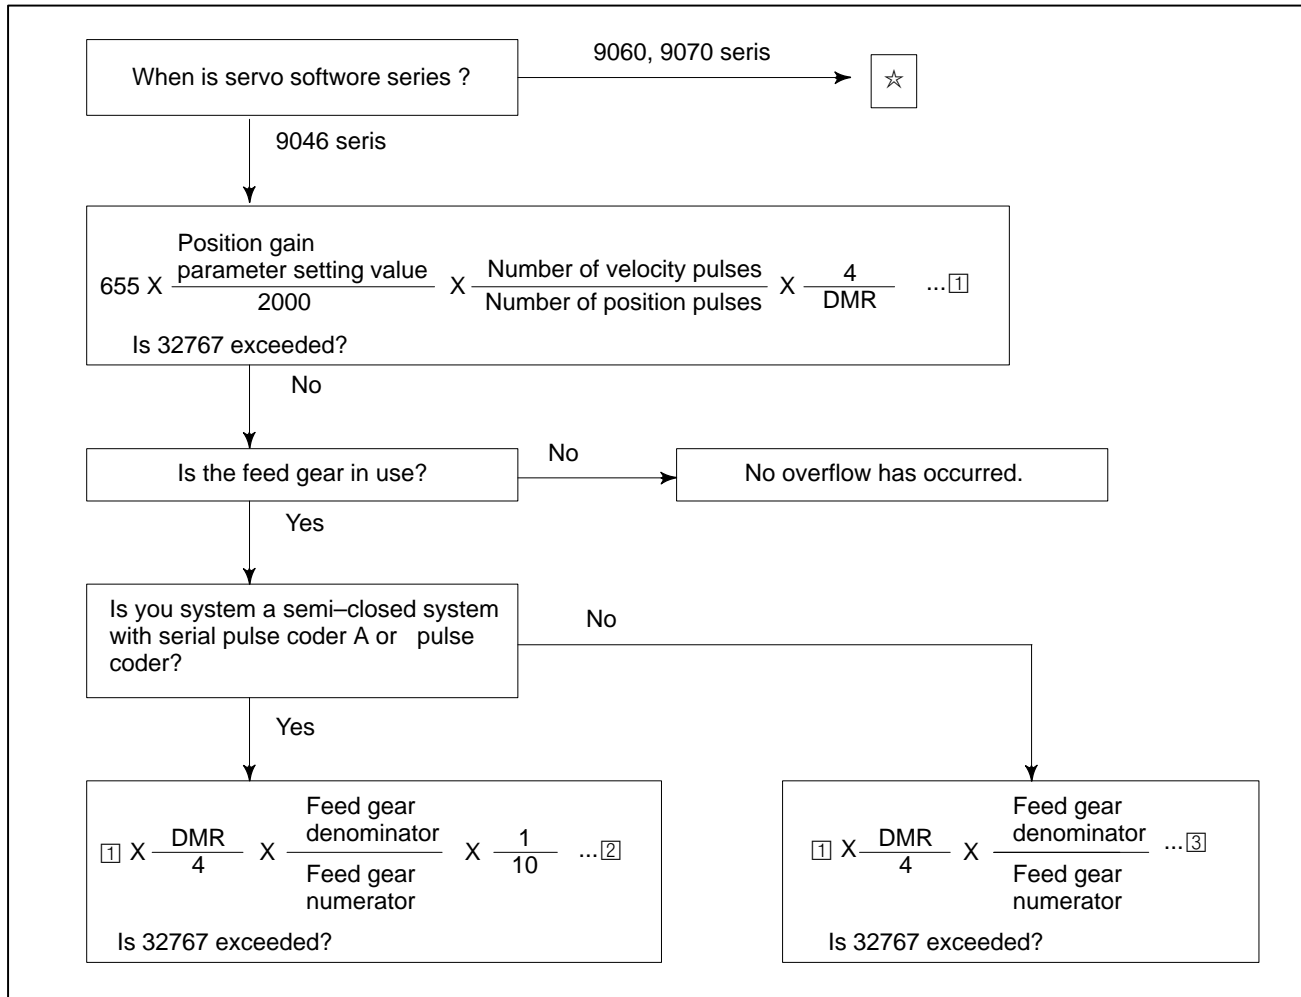 When is servo softwore series ?
9060, 9070 seris
☆
9046 seris
Position gain
parameter setting value
655 X
2000
X
Number of velocity pulses
Number of position pulses
X
4
DMR
...1
Is 32767 exceeded?
No
Is the feed gear in use?
No
No overflow has occurred.
Yes
Is you system a semi–closed system
with serial pulse coder A or pulse
coder?
No
Yes
1 X
DMR
4
X
Feed gear
denominator
Feed gear
numerator
X
1
10
...2
Is 32767 exceeded?
1 X
DMR
4
X
Feed gear
denominator
Feed gear
numerator
...3
Is 32767 exceeded?